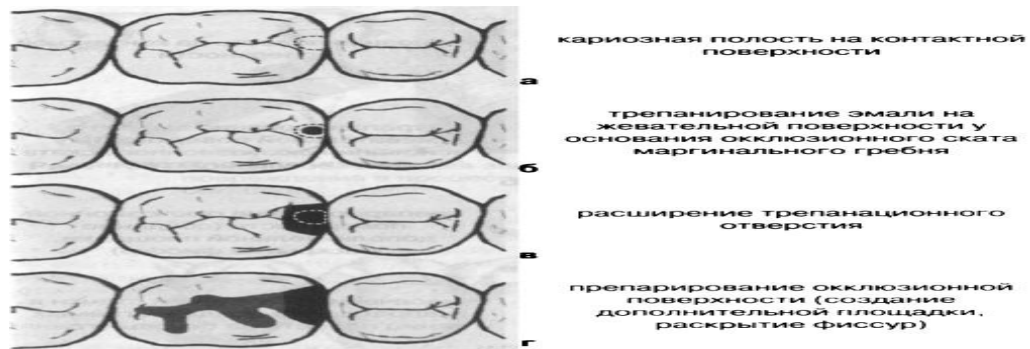 кариозная полость на контактной
поверхности
а
трепанирование эмали на
жевательной поверхности у
основания окклюзионного ската
маргинального гребня
б
расширение трепанационного
отверстия
в
препарирование окклюзионной
поверхности (создание
дополнительной площадки,
раскрытие фиссур)
г